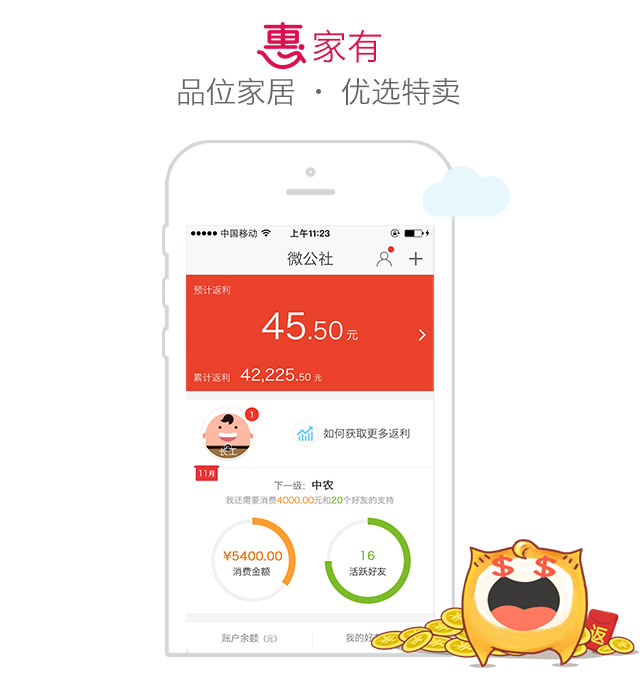 惠家有
品位家居 · 优选特卖
中国移动 上午11:23
微公社
预计返利
45.50 元
累计返利 42,225.50 元
1
长工
如何获取更多返利
11月
下一级：中农
我还需要消费4000.00元和20个好友的支持
¥5400.00 16
消费金额 活跃好友
账户余额（元） 我的好
$ $
返